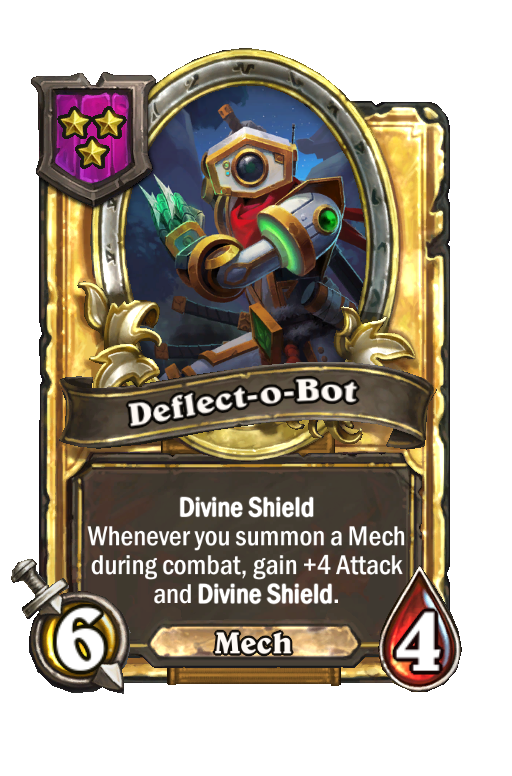 Deflect-o-Bot
Divine Shield
Whenever you summon a Mech
during combat, gain +4 Attack
and Divine Shield.
6
Mech
4